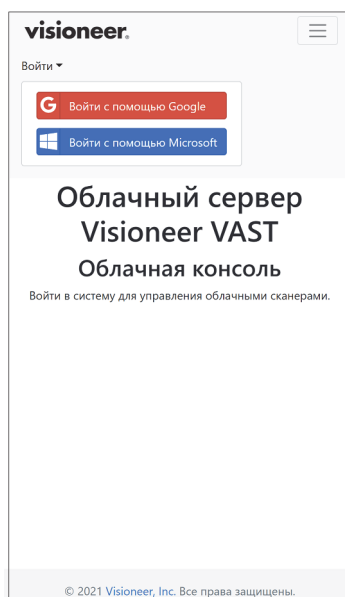 visioneer.
Войти
Войти с помощью Google
Войти с помощью Microsoft
Облачный сервер
Visioneer VAST
Облачная консоль
Войти в систему для управления облачными сканерами.
© 2021 Visioneer, Inc. Все права защищены.